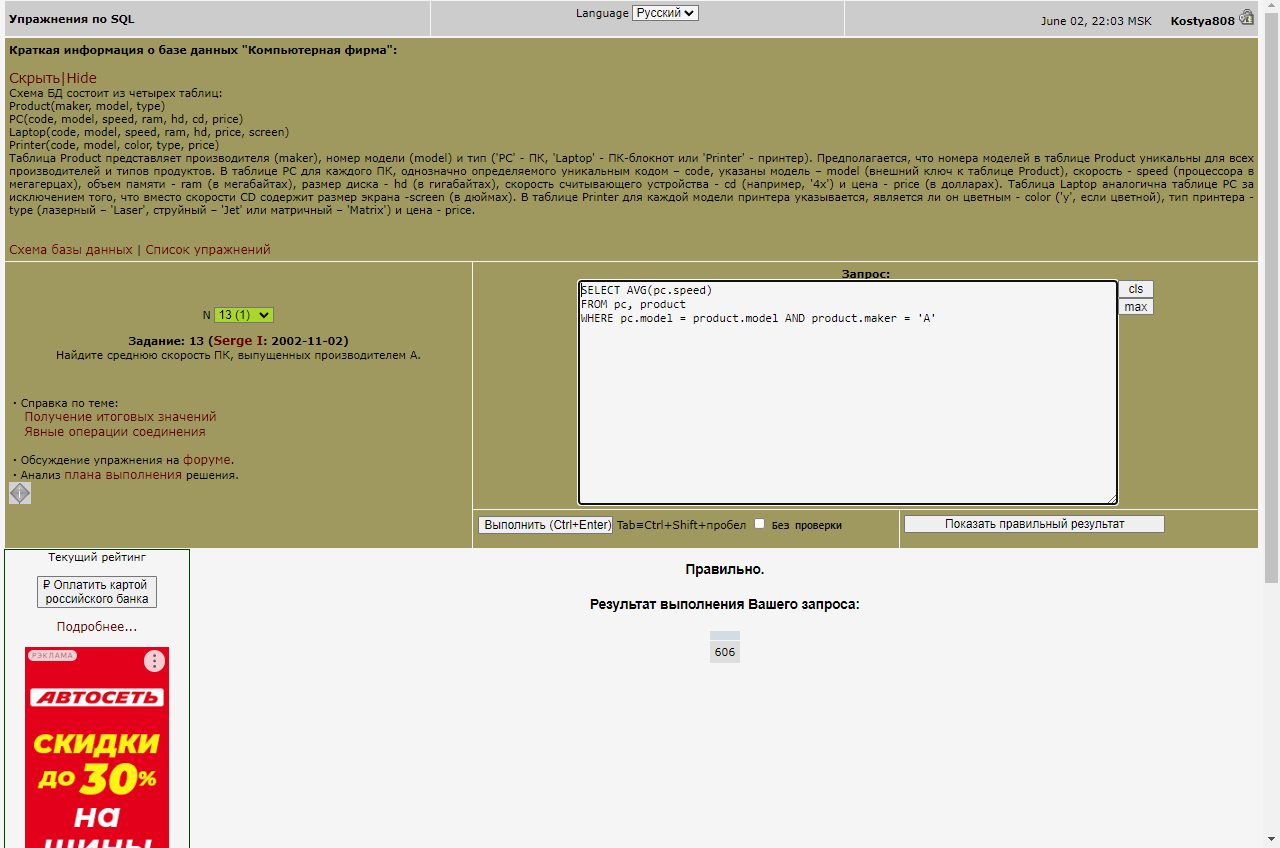 Упражнения по SQL
Language Русский
June 02, 22:03 MSK Kostya808
Краткая информация о базе данных "Компьютерная фирма":
Скрыть|Hide
Схема БД состоит из четырех таблиц:
Product(maker, model, type)
PC(code, model, speed, ram, hd, cd, price)
Laptop(code, model, speed, ram, hd, price, screen)
Printer(code, model, color, type, price)
Таблица Product представляет производителя (maker), номер модели (model) и тип ('PC' - ПК, 'Laptop' - ПК-блокнот или 'Printer' - принтер). Предполагается, что номера моделей в таблице Product уникальны для всех
производителей и типов продуктов. В таблице PC для каждого ПК, однозначно определяемого уникальным кодом – code, указаны модель – model (внешний ключ к таблице Product), скорость - speed (процессора в
мегагерцах), объем памяти - ram (в мегабайтах), размер диска - hd (в гигабайтах), скорость считывающего устройства - cd (например, '4x') и цена - price (в долларах). Таблица Laptop аналогична таблице РС за
исключением того, что вместо скорости CD содержит размер экрана -screen (в дюймах). В таблице Printer для каждой модели принтера указывается, является ли он цветным - color ('y', если цветной), тип принтера -
type (лазерный – 'Laser', струйный – 'Jet' или матричный – 'Matrix') и цена - price.
Схема базы данных | Список упражнений
N 13 (1)
Задание: 13 (Serge I: 2002-11-02)
Найдите среднюю скорость ПК, выпущенных производителем A.
· Справка по теме:
Получение итоговых значений
Явные операции соединения
· Обсуждение упражнения на форуме.
· Анализ плана выполнения решения.
Запрос:
SELECT AVG(pc.speed)
FROM pc, product
WHERE pc.model = product.model AND product.maker = 'A'
cls
max
Выполнить (Ctrl+Enter) Tab≡Ctrl+Shift+пробел Без проверки
Показать правильный результат
Текущий рейтинг
₽ Оплатить картой
российского банка
Подробнее...
РЕКЛАМА
АВТОСЕТЬ
СКИДКИ
ДО 30%
на
шины
Правильно.
Результат выполнения Вашего запроса:
606